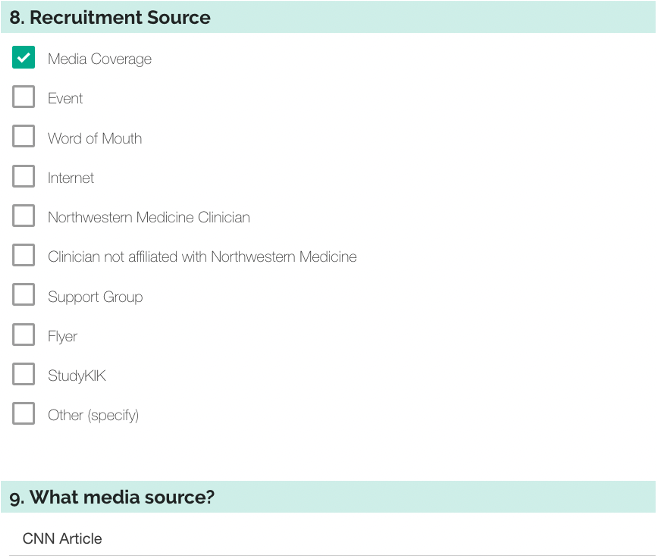 8. Recruitment Source
Media Coverage
Event
Word of Mouth
Internet
Northwestern Medicine Clinician
Clinician not affiliated with Northwestern Medicine
Support Group
Flyer
StudyKIK
Other (specify)
9. What media source?
CNN Article